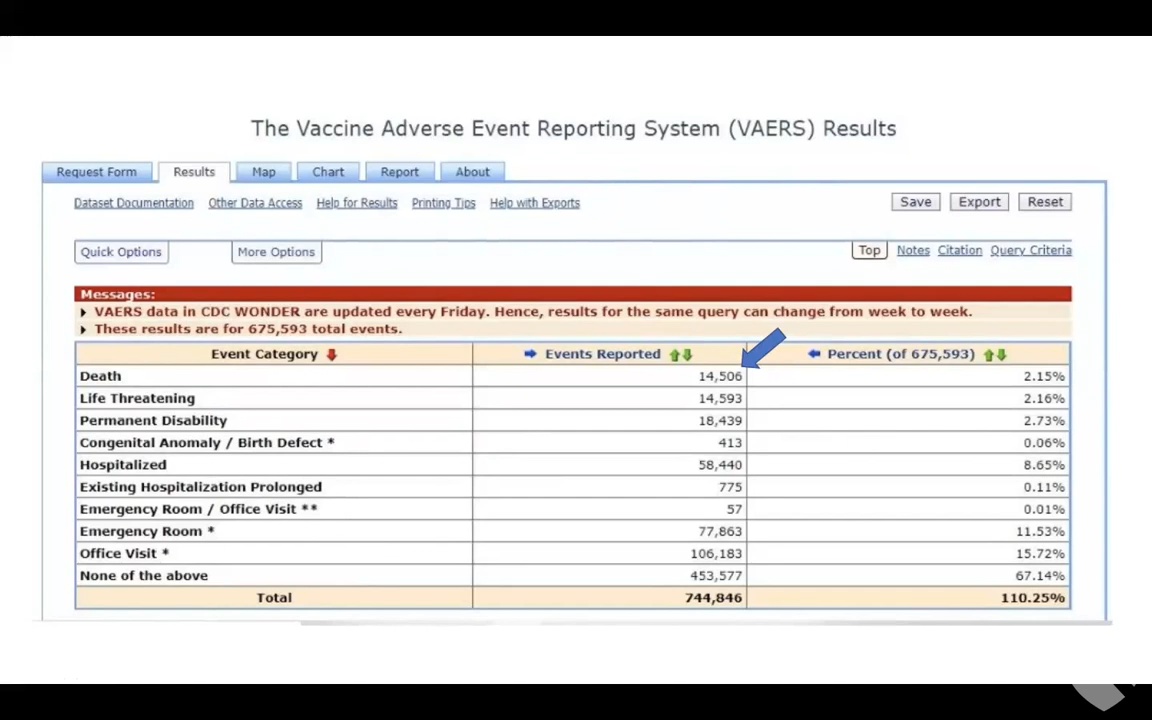 The Vaccine Adverse Event Reporting System (VAERS) Results
Request Form Results Map Chart Report About
Dataset Documentation Other Data Access Help for Results Printing Tips Help with Exports Save Export Reset
Quick Options More Options Top Notes Citation Query Criteria
Messages:
VAERS data in CDC WONDER are updated every Friday. Hence, results for the same query can change from week to week.
These results are for 675,593 total events.
Event Category Events Reported Percent (of 675,593)
Death 14,506 2.15%
Life Threatening 14,593 2.16%
Permanent Disability 18,439 2.73%
Congenital Anomaly / Birth Defect * 413 0.06%
Hospitalized 58,440 8.65%
Existing Hospitalization Prolonged 775 0.11%
Emergency Room / Office Visit ** 57 0.01%
Emergency Room * 77,863 11.53%
Office Visit * 106,183 15.72%
None of the above 453,577 67.14%
Total 744,846 110.25%